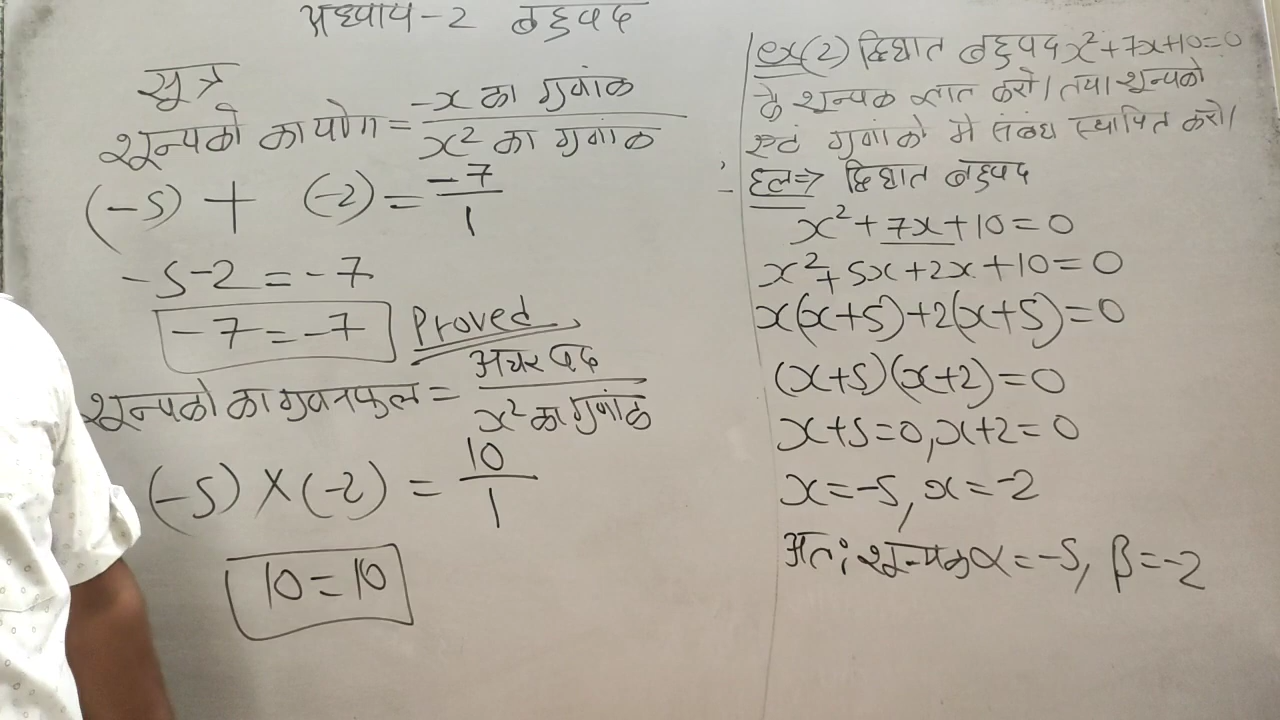 अध्याय-2 बहुपद
सूत्र
शून्यको का योग = -x का गुणांक / x² का गुणांक
(-5) + (-2) = -7/1
-5-2 = -7
-7 = -7 Proved
शून्यको का गुणनफल = अचर पद / x² का गुणांक
(-5) × (-2) = 10/1
10 = 10
ex(2) द्विघात बहुपद x²+7x+10=0
के शून्यक ज्ञात करो। तथा शून्यको
एवं गुणांको मे संबंध स्थापित करो।
हल⇒ द्विघात बहुपद
x²+7x+10=0
x²+5x+2x+10=0
x(x+5)+2(x+5)=0
(x+5)(x+2)=0
x+5=0, x+2=0
x=-5, x=-2
अतः शून्यक α=-5, β=-2